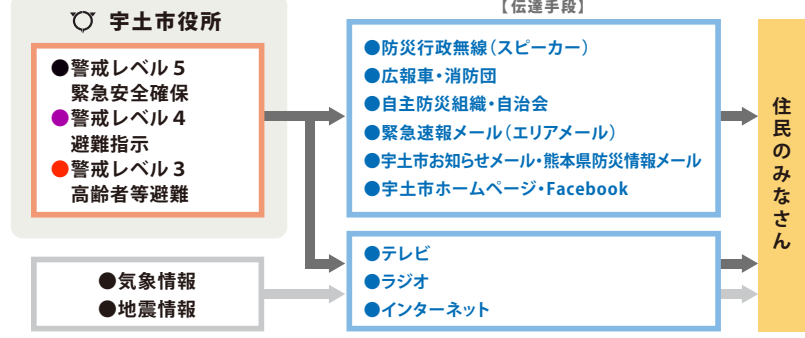 【伝達手段】
宇土市役所
●警戒レベル5
緊急安全確保
●警戒レベル4
避難指示
●警戒レベル3
高齢者等避難
●気象情報
●地震情報
●防災行政無線(スピーカー)
●広報車・消防団
●自主防災組織・自治会
●緊急速報メール(エリアメール)
●宇土市お知らせメール・熊本県防災情報メール
●宇土市ホームページ・Facebook
●テレビ
●ラジオ
●インターネット
住民のみなさん